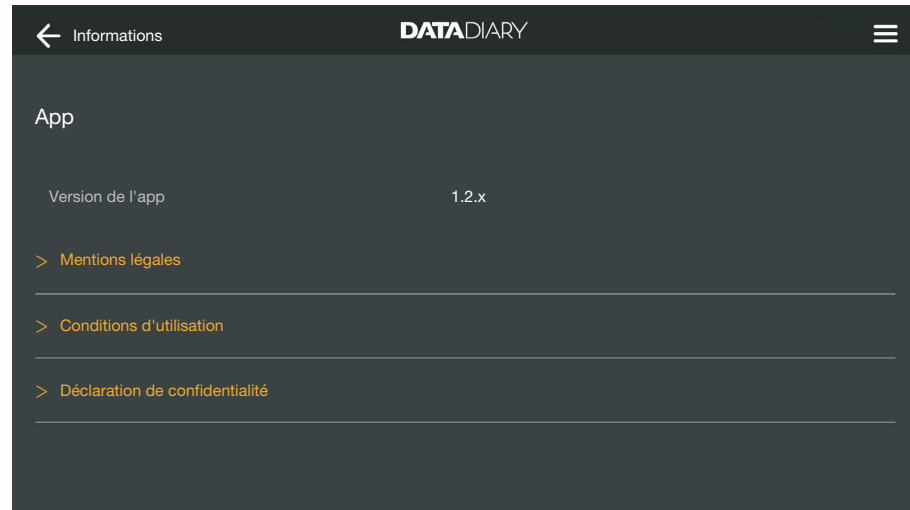 Informations
DATADIARY
App
Version de l'app 1.2.x
> Mentions légales
> Conditions d'utilisation
> Déclaration de confidentialité